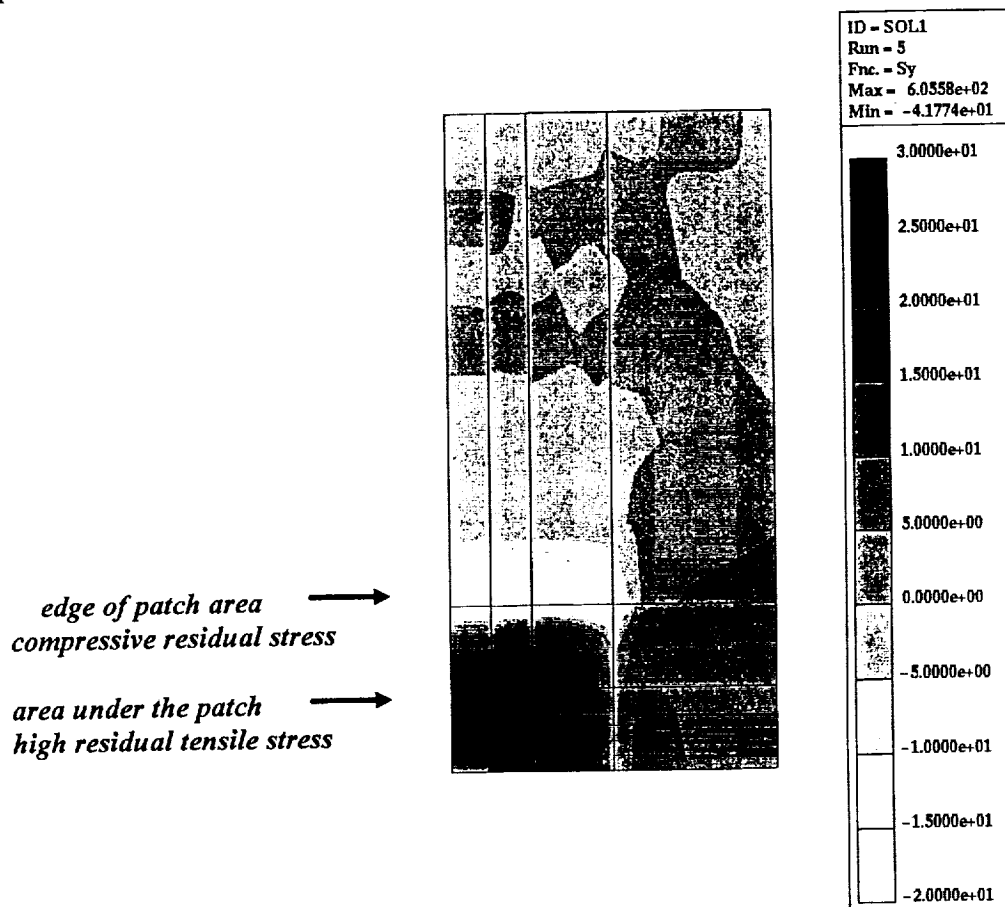 ID = SOL1
Run = 5
Fnc. = Sy
Max = 6.0558e+02
Min = -4.1774e+01
3.0000e+01
2.5000e+01
2.0000e+01
1.5000e+01
1.0000e+01
5.0000e+00
0.0000e+00
-5.0000e+00
-1.0000e+01
-1.5000e+01
-2.0000e+01
edge of patch area
compressive residual stress
area under the patch
high residual tensile stress